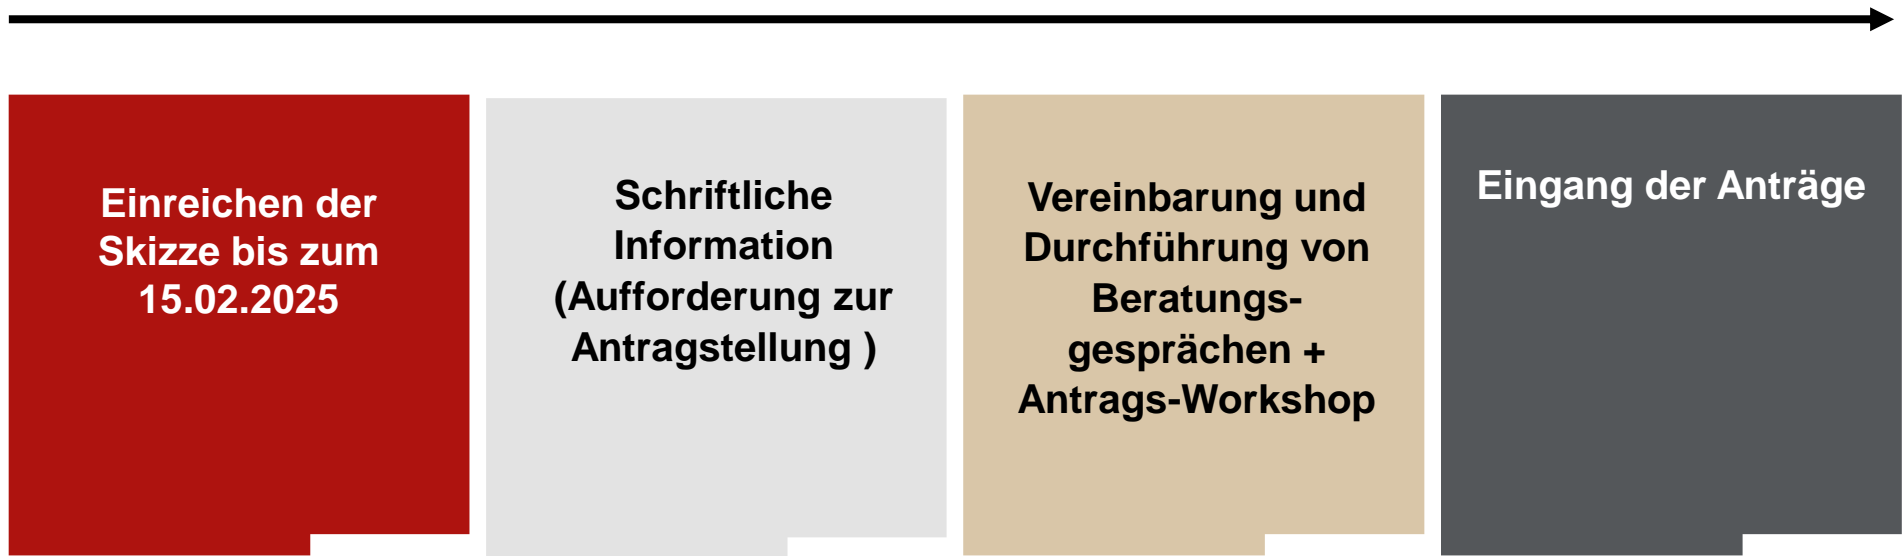 Einreichen der
Skizze bis zum
15.02.2025
Schriftliche
Information
(Aufforderung zur
Antragstellung )
Vereinbarung und
Durchführung von
Beratungs-
gesprächen +
Antrags-Workshop
Eingang der Anträge